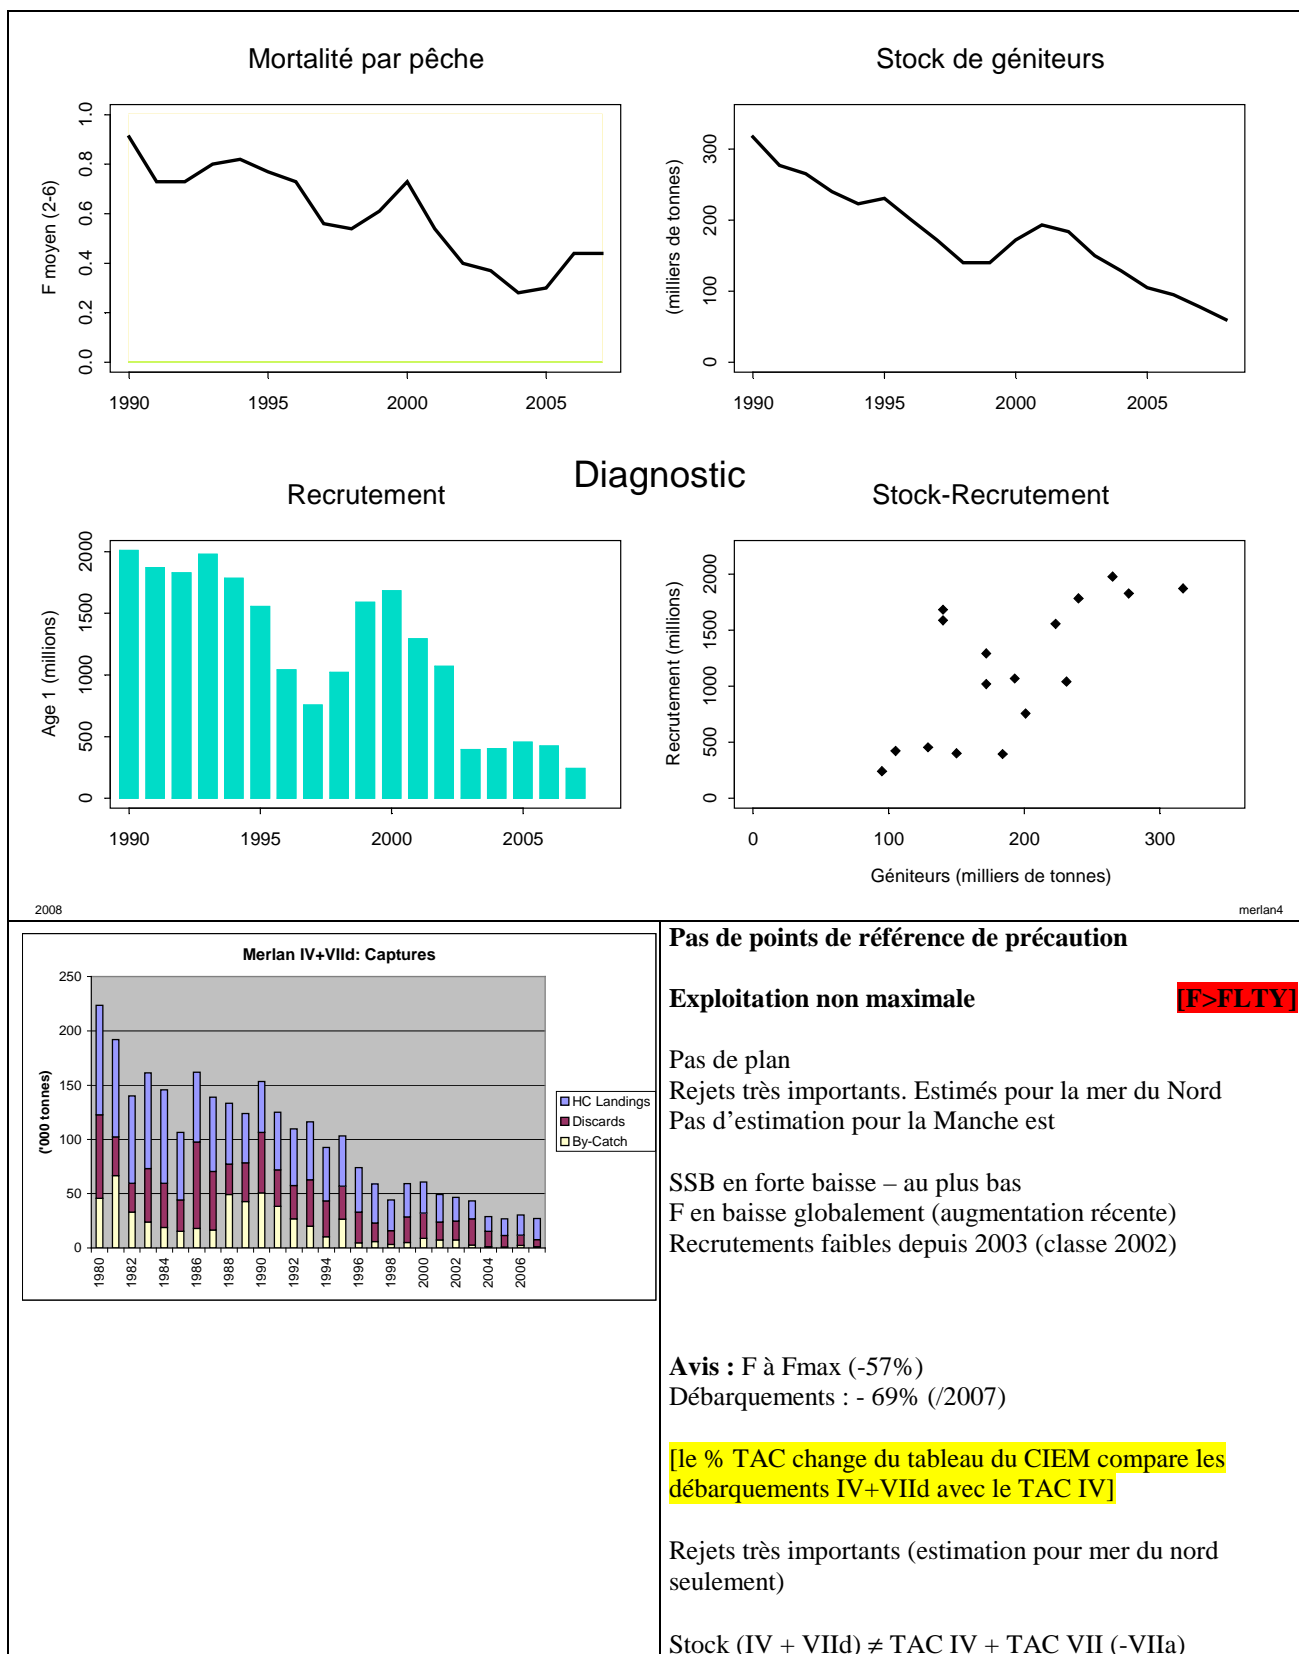 Mortalité par pêche
F moyen (2-6)
0.0 0.2 0.4 0.6 0.8 1.0
1990 1995 2000 2005
Stock de géniteurs
(milliers de tonnes)
0 100 200 300
1990 1995 2000 2005
Diagnostic
Recrutement
Age 1 (millions)
0 500 1000 1500 2000
1990 1995 2000 2005
Stock-Recrutement
Recrutement (millions)
0 500 1000 1500 2000
0 100 200 300
Géniteurs (milliers de tonnes)
2008
merlan4
Merlan IV+VIId: Captures
('000 tonnes)
250
200
150
100
50
0
1980 1982 1984 1986 1988 1990 1992 1994 1996 1998 2000 2002 2004 2006
HC Landings
Discards
By-Catch
Pas de points de référence de précaution
Exploitation non maximale [F>FLTY]
Pas de plan
Rejets très importants. Estimés pour la mer du Nord
Pas d’estimation pour la Manche est
SSB en forte baisse – au plus bas
F en baisse globalement (augmentation récente)
Recrutements faibles depuis 2003 (classe 2002)
Avis : F à Fmax (-57%)
Débarquements : - 69% (/2007)
[le % TAC change du tableau du CIEM compare les
débarquements IV+VIId avec le TAC IV]
Rejets très importants (estimation pour mer du nord
seulement)
Stock (IV + VIId) ≠ TAC IV + TAC VII (-VIIa)